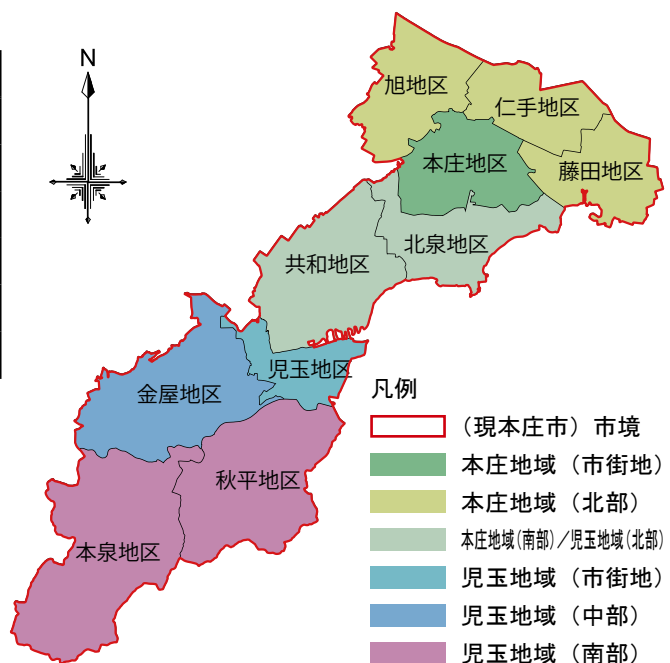 N
旭地区
仁手地区
本庄地区
藤田地区
北泉地区
共和地区
児玉地区
金屋地区
秋平地区
本泉地区
凡例
(現本庄市)市境
本庄地域(市街地)
本庄地域(北部)
本庄地域(南部)/児玉地域(北部)
児玉地域(市街地)
児玉地域(中部)
児玉地域(南部)